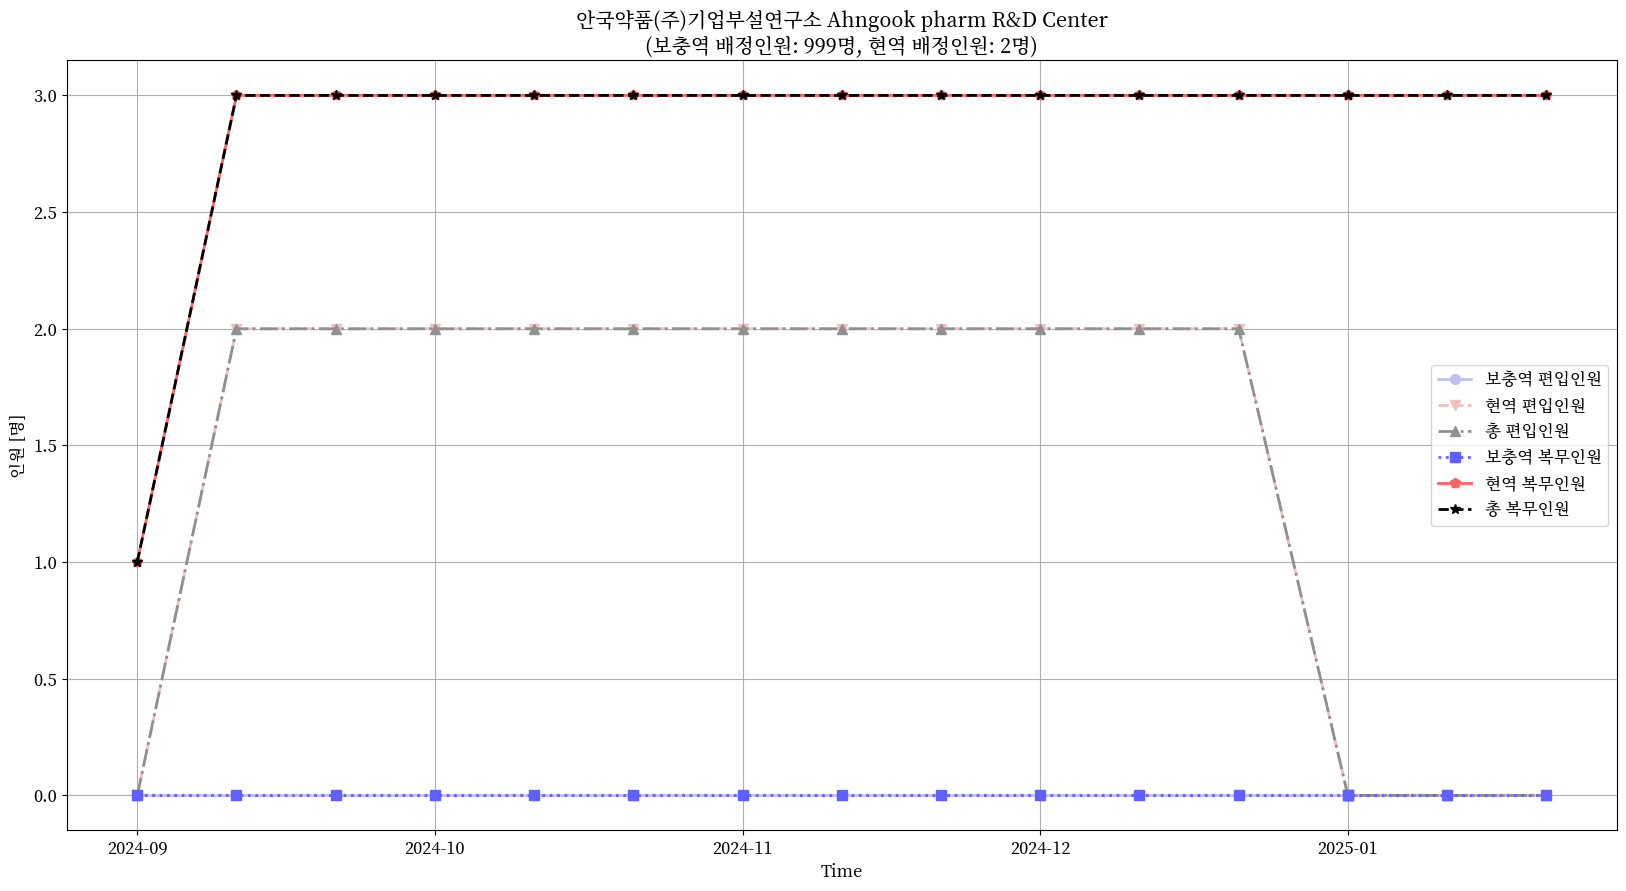 안국약품(주)기업부설연구소 Ahngook pharm R&D Center
(보충역 배정인원: 999명, 현역 배정인원: 2명)
3.0
2.5
2.0
1.5
1.0
0.5
0.0
인원 [명]
보충역 편입인원
현역 편입인원
총 편입인원
보충역 복무인원
현역 복무인원
총 복무인원
2024-09
2024-10
2024-11
2024-12
2025-01
Time